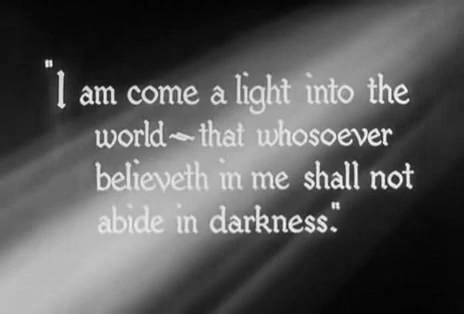 "I am come a light into the
world~that whosoever
believeth in me shall not
abide in darkness."